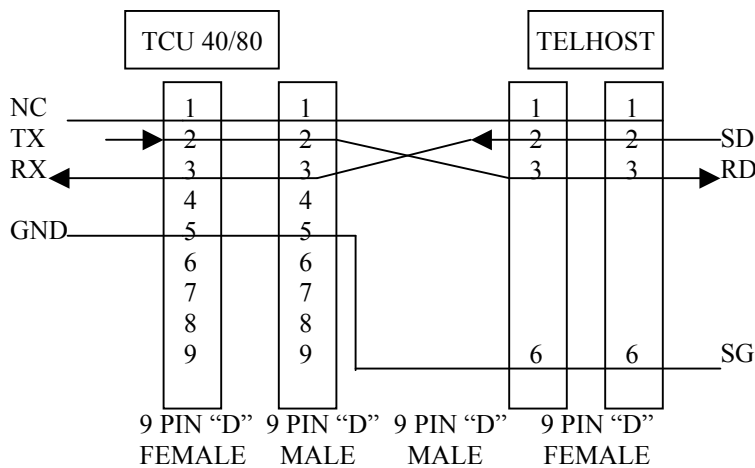 TCU 40/80 TELHOST
NC 1 1 1 1
TX 2 2 2 2 SD
RX 3 3 3 3 RD
4 4
GND 5 5
6 6
7 7
8 8
9 9 6 6 SG
9 PIN “D” 9 PIN “D” 9 PIN “D” 9 PIN “D”
FEMALE MALE MALE FEMALE